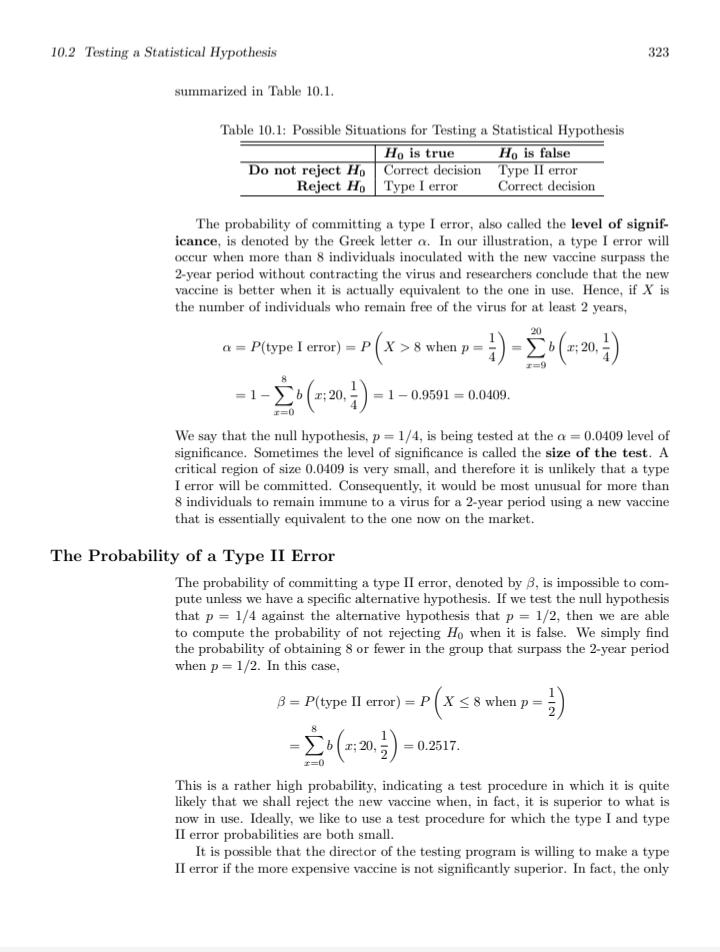 10.2 Testing a Statistical Hypothesis 323
summarized in Table 10.1.
Table 10.1: Possible Situations for Testing a Statistical Hypothesis
H₀ is true H₀ is false
Do not reject H₀ Correct decision Type II error
Reject H₀ Type I error Correct decision
The probability of committing a type I error, also called the level of signif-
icance, is denoted by the Greek letter α. In our illustration, a type I error will
occur when more than 8 individuals inoculated with the new vaccine surpass the
2-year period without contracting the virus and researchers conclude that the new
vaccine is better when it is actually equivalent to the one in use. Hence, if X is
the number of individuals who remain free of the virus for at least 2 years,
α = P(type I error) = P(X > 8 when p = 1/4) = ∑_{x=9}^{20} b(x; 20, 1/4)
= 1 − ∑_{x=0}^{8} b(x; 20, 1/4) = 1 − 0.9591 = 0.0409.
We say that the null hypothesis, p = 1/4, is being tested at the α = 0.0409 level of
significance. Sometimes the level of significance is called the size of the test. A
critical region of size 0.0409 is very small, and therefore it is unlikely that a type
I error will be committed. Consequently, it would be most unusual for more than
8 individuals to remain immune to a virus for a 2-year period using a new vaccine
that is essentially equivalent to the one now on the market.
The Probability of a Type II Error
The probability of committing a type II error, denoted by β, is impossible to com-
pute unless we have a specific alternative hypothesis. If we test the null hypothesis
that p = 1/4 against the alternative hypothesis that p = 1/2, then we are able
to compute the probability of not rejecting H₀ when it is false. We simply find
the probability of obtaining 8 or fewer in the group that surpass the 2-year period
when p = 1/2. In this case,
β = P(type II error) = P(X ≤ 8 when p = 1/2)
= ∑_{x=0}^{8} b(x; 20, 1/2) = 0.2517.
This is a rather high probability, indicating a test procedure in which it is quite
likely that we shall reject the new vaccine when, in fact, it is superior to what is
now in use. Ideally, we like to use a test procedure for which the type I and type
II error probabilities are both small.
It is possible that the director of the testing program is willing to make a type
II error if the more expensive vaccine is not significantly superior. In fact, the only